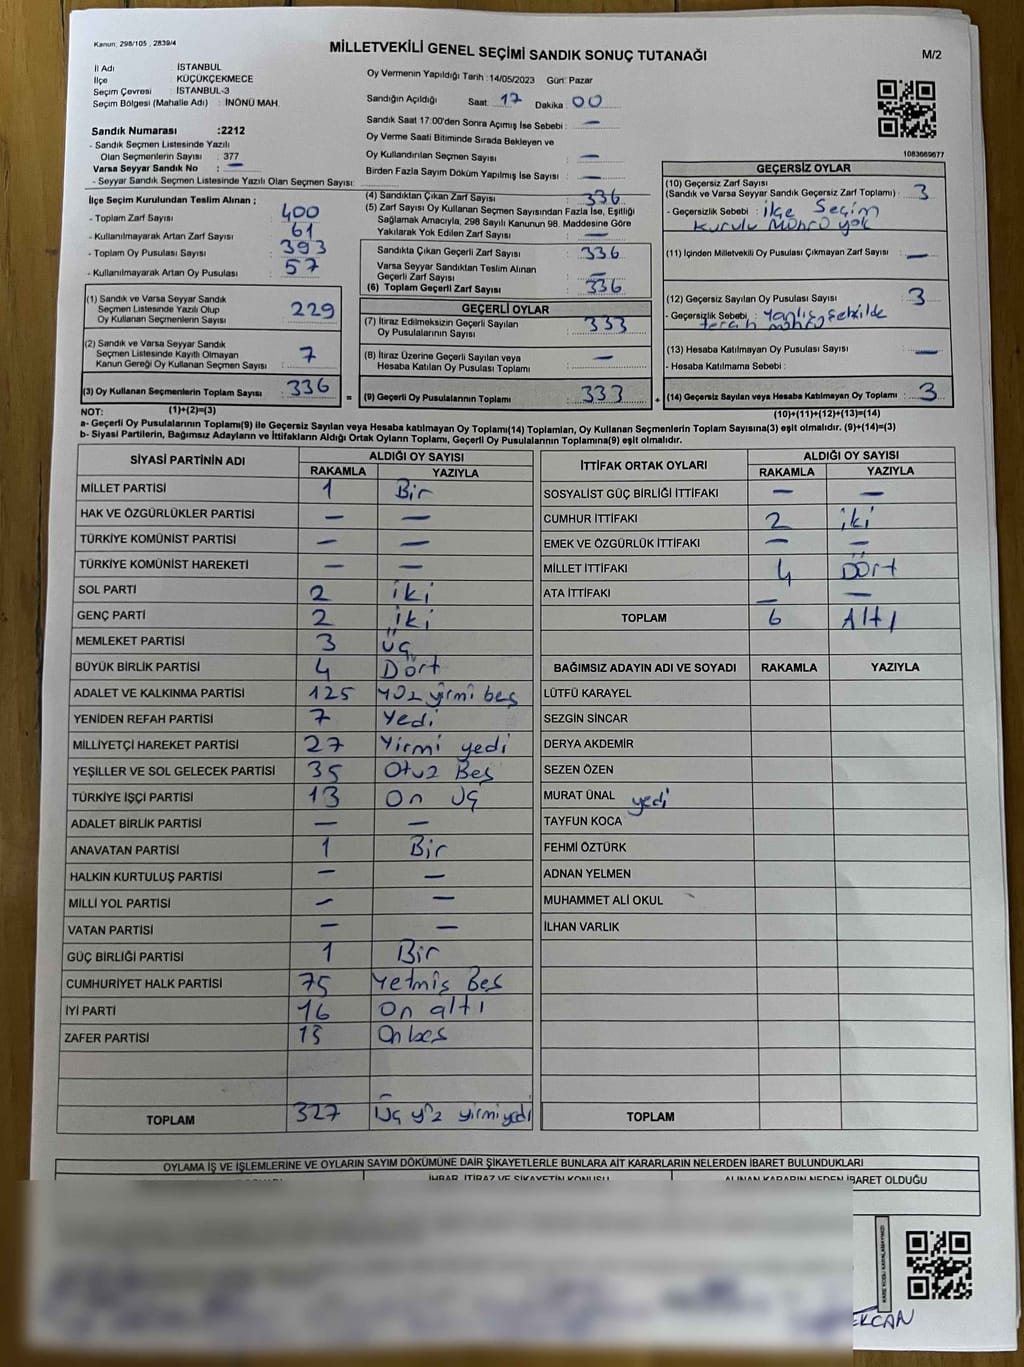 Kanun: 298/105 , 2839/4
MİLLETVEKİLİ GENEL SEÇİMİ SANDIK SONUÇ TUTANAĞI
M/2
İl Adı : İSTANBUL
İlçe : KÜÇÜKÇEKMECE
Seçim Çevresi : İSTANBUL-3
Seçim Bölgesi (Mahalle Adı) : İNÖNÜ MAH.
Sandık Numarası :2212
- Sandık Seçmen Listesinde Yazılı
Olan Seçmenlerin Sayısı : 377
Varsa Seyyar Sandık No : —
- Seyyar Sandık Seçmen Listesinde Yazılı Olan Seçmen Sayısı:
Oy Vermenin Yapıldığı Tarih :14/05/2023 Gün: Pazar
Sandığın Açıldığı Saat: 17 Dakika: 00
Sandık Saat 17:00'den Sonra Açılmış İse Sebebi : —
Oy Verme Saati Bitiminde Sırada Bekleyen ve
Oy Kullandırılan Seçmen Sayısı : —
Birden Fazla Sayım Döküm Yapılmış İse Sayısı : —
1083669677
İlçe Seçim Kurulundan Teslim Alınan ;
- Toplam Zarf Sayısı : 400
- Kullanılmayarak Artan Zarf Sayısı : 61
- Toplam Oy Pusulası Sayısı : 393
- Kullanılmayarak Artan Oy Pusulası : 57
(1) Sandık ve Varsa Seyyar Sandık
Seçmen Listesinde Yazılı Olup
Oy Kullanan Seçmenlerin Sayısı : 229
(2) Sandık ve Varsa Seyyar Sandık
Seçmen Listesinde Kayıtlı Olmayan
Kanun Gereği Oy Kullanan Seçmen Sayısı : 7
(3) Oy Kullanan Seçmenlerin Toplam Sayısı : 336
(1)+(2)=(3)
(4) Sandıktan Çıkan Zarf Sayısı : 336
(5) Zarf Sayısı Oy Kullanan Seçmen Sayısından Fazla İse, Eşitliği
Sağlamak Amacıyla, 298 Sayılı Kanunun 98. Maddesine Göre
Yakılarak Yok Edilen Zarf Sayısı : —
Sandıkta Çıkan Geçerli Zarf Sayısı : 336
Varsa Seyyar Sandıktan Teslim Alınan
Geçerli Zarf Sayısı : —
(6) Toplam Geçerli Zarf Sayısı : 336
GEÇERLİ OYLAR
(7) İtiraz Edilmeksizin Geçerli Sayılan
Oy Pusulalarının Sayısı : 333
(8) İtiraz Üzerine Geçerli Sayılan veya
Hesaba Katılan Oy Pusulası Toplamı : —
= (9) Geçerli Oy Pusulalarının Toplamı : 333 +
GEÇERSİZ OYLAR
(10) Geçersiz Zarf Sayısı
(Sandık ve Varsa Seyyar Sandık Geçersiz Zarf Toplamı) : 3
- Geçersizlik Sebebi : ilçe Seçim
Kurulu Mührü yok
(11) İçinden Milletvekili Oy Pusulası Çıkmayan Zarf Sayısı : —
(12) Geçersiz Sayılan Oy Pusulası Sayısı : 3
- Geçersizlik Sebebi : Yanlış şekilde
tercih mührü
(13) Hesaba Katılmayan Oy Pusulası Sayısı : —
- Hesaba Katılmama Sebebi :
(14) Geçersiz Sayılan veya Hesaba Katılmayan Oy Toplamı : 3
(10)+(11)+(12)+(13)=(14)
NOT:
a- Geçerli Oy Pusulalarının Toplamı(9) ile Geçersiz Sayılan veya Hesaba katılmayan Oy Toplamı(14) Toplamları, Oy Kullanan Seçmenlerin Toplam Sayısına(3) eşit olmalıdır. (9)+(14)=(3)
b- Siyasi Partilerin, Bağımsız Adayların ve İttifakların Aldığı Ortak Oyların Toplamı, Geçerli Oy Pusulalarının Toplamına(9) eşit olmalıdır.
SİYASİ PARTİNİN ADI ALDIĞI OY SAYISI
RAKAMLA YAZIYLA
MİLLET PARTİSİ 1 Bir
HAK VE ÖZGÜRLÜKLER PARTİSİ — —
TÜRKİYE KOMÜNİST PARTİSİ — —
TÜRKİYE KOMÜNİST HAREKETİ — —
SOL PARTİ 2 iki
GENÇ PARTİ 2 iki
MEMLEKET PARTİSİ 3 üç
BÜYÜK BİRLİK PARTİSİ 4 Dört
ADALET VE KALKINMA PARTİSİ 125 Yüz yirmi beş
YENİDEN REFAH PARTİSİ 7 Yedi
MİLLİYETÇİ HAREKET PARTİSİ 27 Yirmi yedi
YEŞİLLER VE SOL GELECEK PARTİSİ 35 Otuz Beş
TÜRKİYE İŞÇİ PARTİSİ 13 On üç
ADALET BİRLİK PARTİSİ — —
ANAVATAN PARTİSİ 1 Bir
HALKIN KURTULUŞ PARTİSİ — —
MİLLİ YOL PARTİSİ — —
VATAN PARTİSİ — —
GÜÇ BİRLİĞİ PARTİSİ 1 Bir
CUMHURİYET HALK PARTİSİ 75 Yetmiş Beş
İYİ PARTİ 16 On altı
ZAFER PARTİSİ 15 Onbeş
TOPLAM 327 Üç yüz yirmiyedi
İTTİFAK ORTAK OYLARI ALDIĞI OY SAYISI
RAKAMLA YAZIYLA
SOSYALİST GÜÇ BİRLİĞİ İTTİFAKI — —
CUMHUR İTTİFAKI 2 iki
EMEK VE ÖZGÜRLÜK İTTİFAKI — —
MİLLET İTTİFAKI 4 Dört
ATA İTTİFAKI — —
TOPLAM 6 Altı
BAĞIMSIZ ADAYIN ADI VE SOYADI RAKAMLA YAZIYLA
LÜTFÜ KARAYEL
SEZGİN SİNCAR
DERYA AKDEMİR
SEZEN ÖZEN
MURAT ÜNAL yedi
TAYFUN KOCA
FEHMİ ÖZTÜRK
ADNAN YELMEN
MUHAMMET ALİ OKUL
İLHAN VARLIK
TOPLAM
OYLAMA İŞ VE İŞLEMLERİNE VE OYLARIN SAYIM DÖKÜMÜNE DAİR ŞİKAYETLERLE BUNLARA AİT KARARLARIN NELERDEN İBARET BULUNDUKLARI
İHBAR, İTİRAZ VE ŞİKAYETİN KONUSU ALINAN KARARIN NEDEN İBARET OLDUĞU